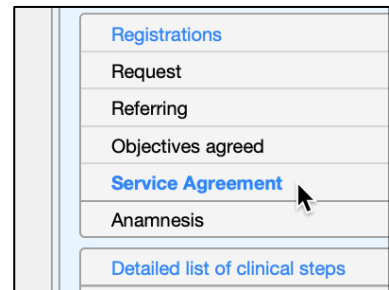 Registrations
Request
Referring
Objectives agreed
Service Agreement
Anamnesis
Detailed list of clinical steps